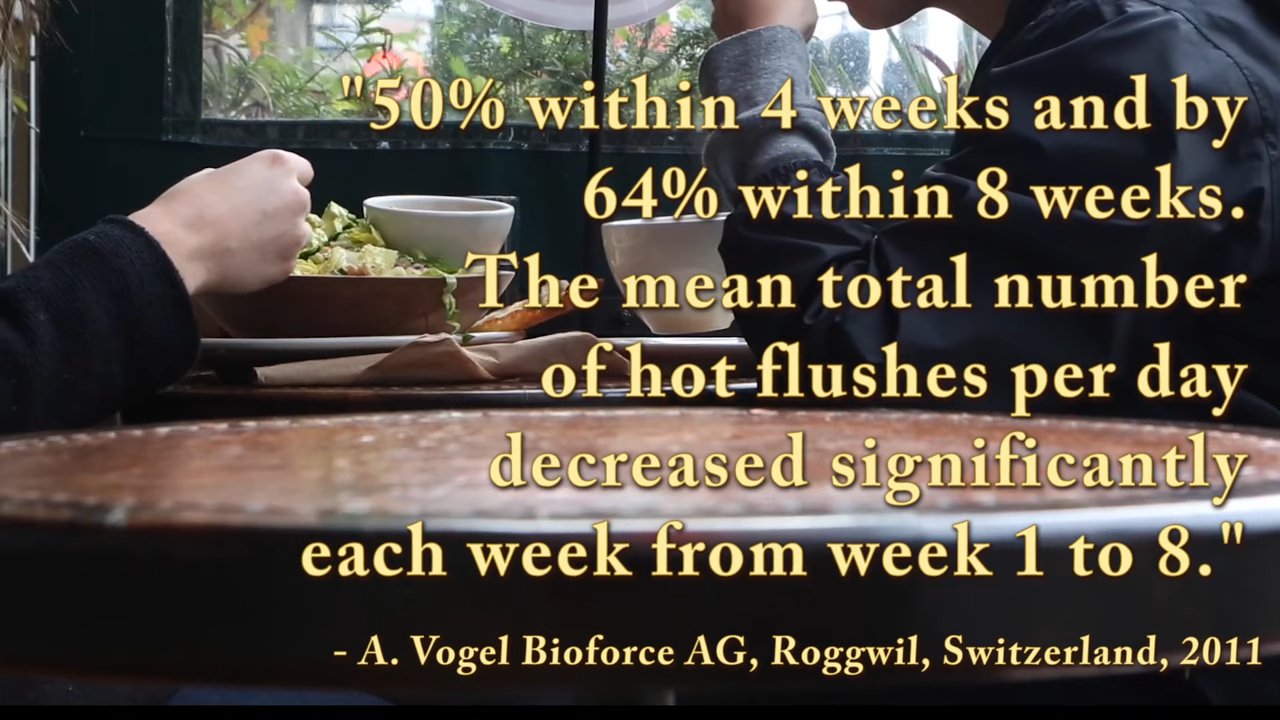 "50% within 4 weeks and by
64% within 8 weeks.
The mean total number
of hot flushes per day
decreased significantly
each week from week 1 to 8."
- A. Vogel Bioforce AG, Roggwil, Switzerland, 2011